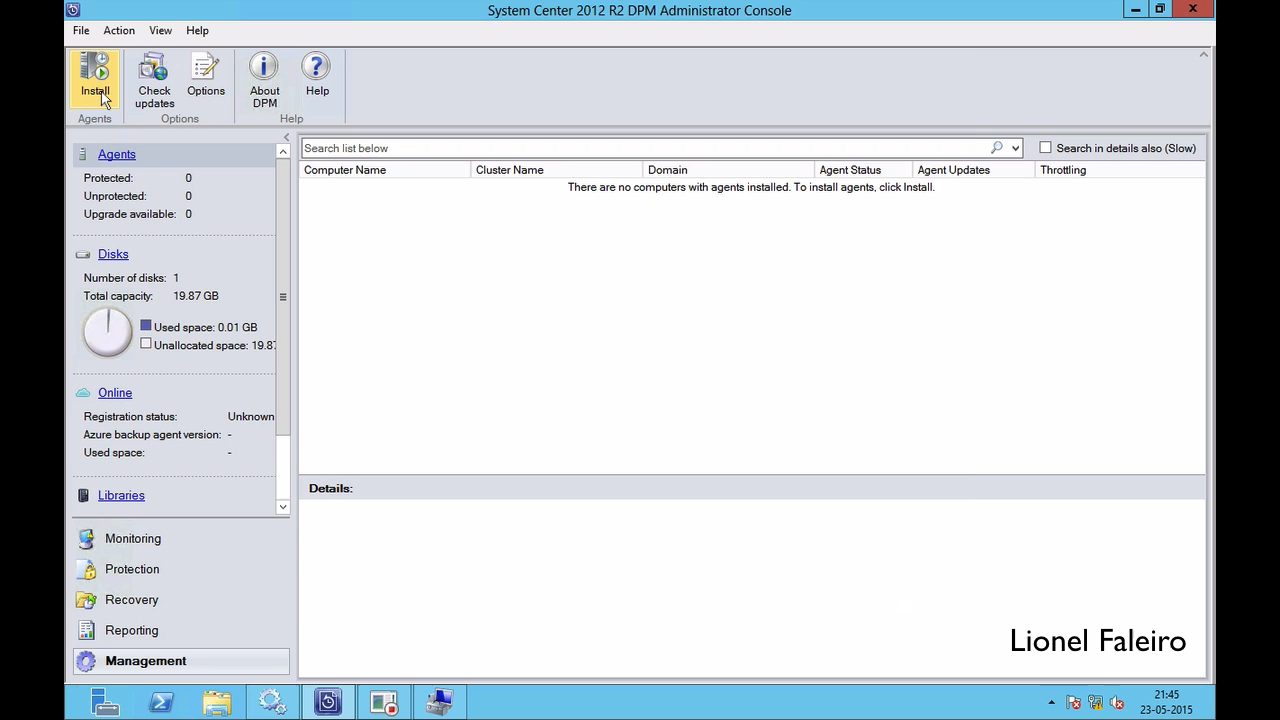 System Center 2012 R2 DPM Administrator Console
File Action View Help
Install
Check updates
Options
About DPM
Help
Agents
Options
Help
Agents
Protected: 0
Unprotected: 0
Upgrade available: 0
Disks
Number of disks: 1
Total capacity: 19.87 GB
Used space: 0.01 GB
Unallocated space: 19.87
Online
Registration status: Unknown
Azure backup agent version: -
Used space: -
Libraries
Monitoring
Protection
Recovery
Reporting
Management
Search list below
Search in details also (Slow)
Computer Name Cluster Name Domain Agent Status Agent Updates Throttling
There are no computers with agents installed. To install agents, click Install.
Details:
Lionel Faleiro
21:45
23-05-2015